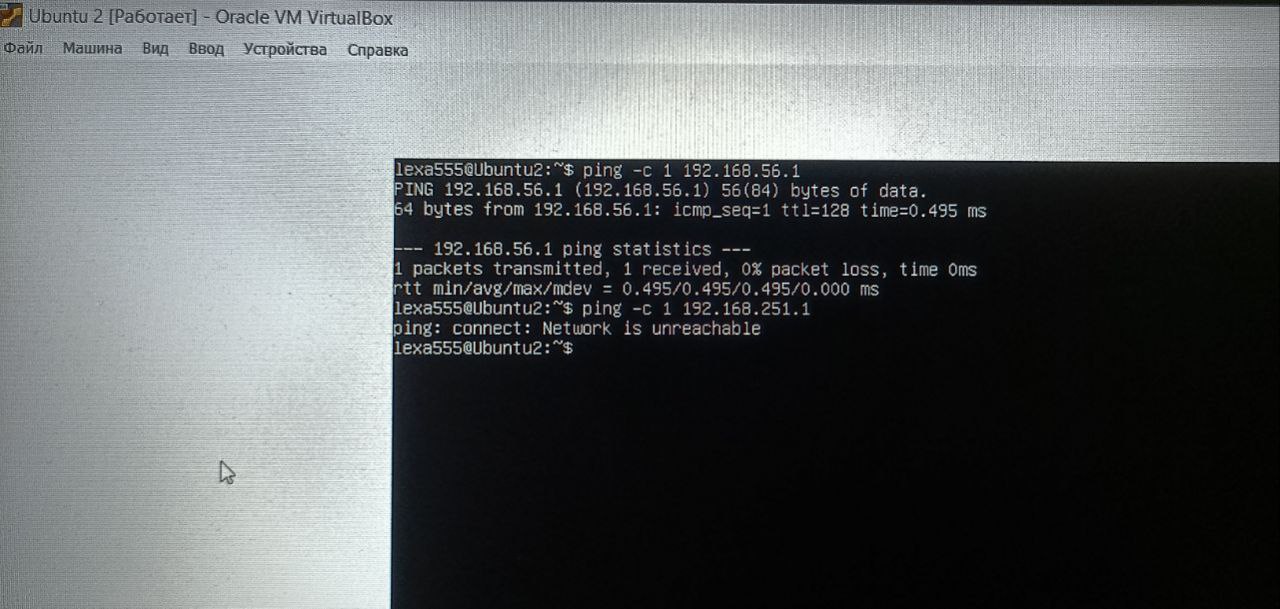 Ubuntu 2 [Работает] - Oracle VM VirtualBox
Файл Машина Вид Ввод Устройства Справка
lexa555@Ubuntu2:~$ ping -c 1 192.168.56.1
PING 192.168.56.1 (192.168.56.1) 56(84) bytes of data.
64 bytes from 192.168.56.1: icmp_seq=1 ttl=128 time=0.495 ms
--- 192.168.56.1 ping statistics ---
1 packets transmitted, 1 received, 0% packet loss, time 0ms
rtt min/avg/max/mdev = 0.495/0.495/0.495/0.000 ms
lexa555@Ubuntu2:~$ ping -c 1 192.168.251.1
ping: connect: Network is unreachable
lexa555@Ubuntu2:~$